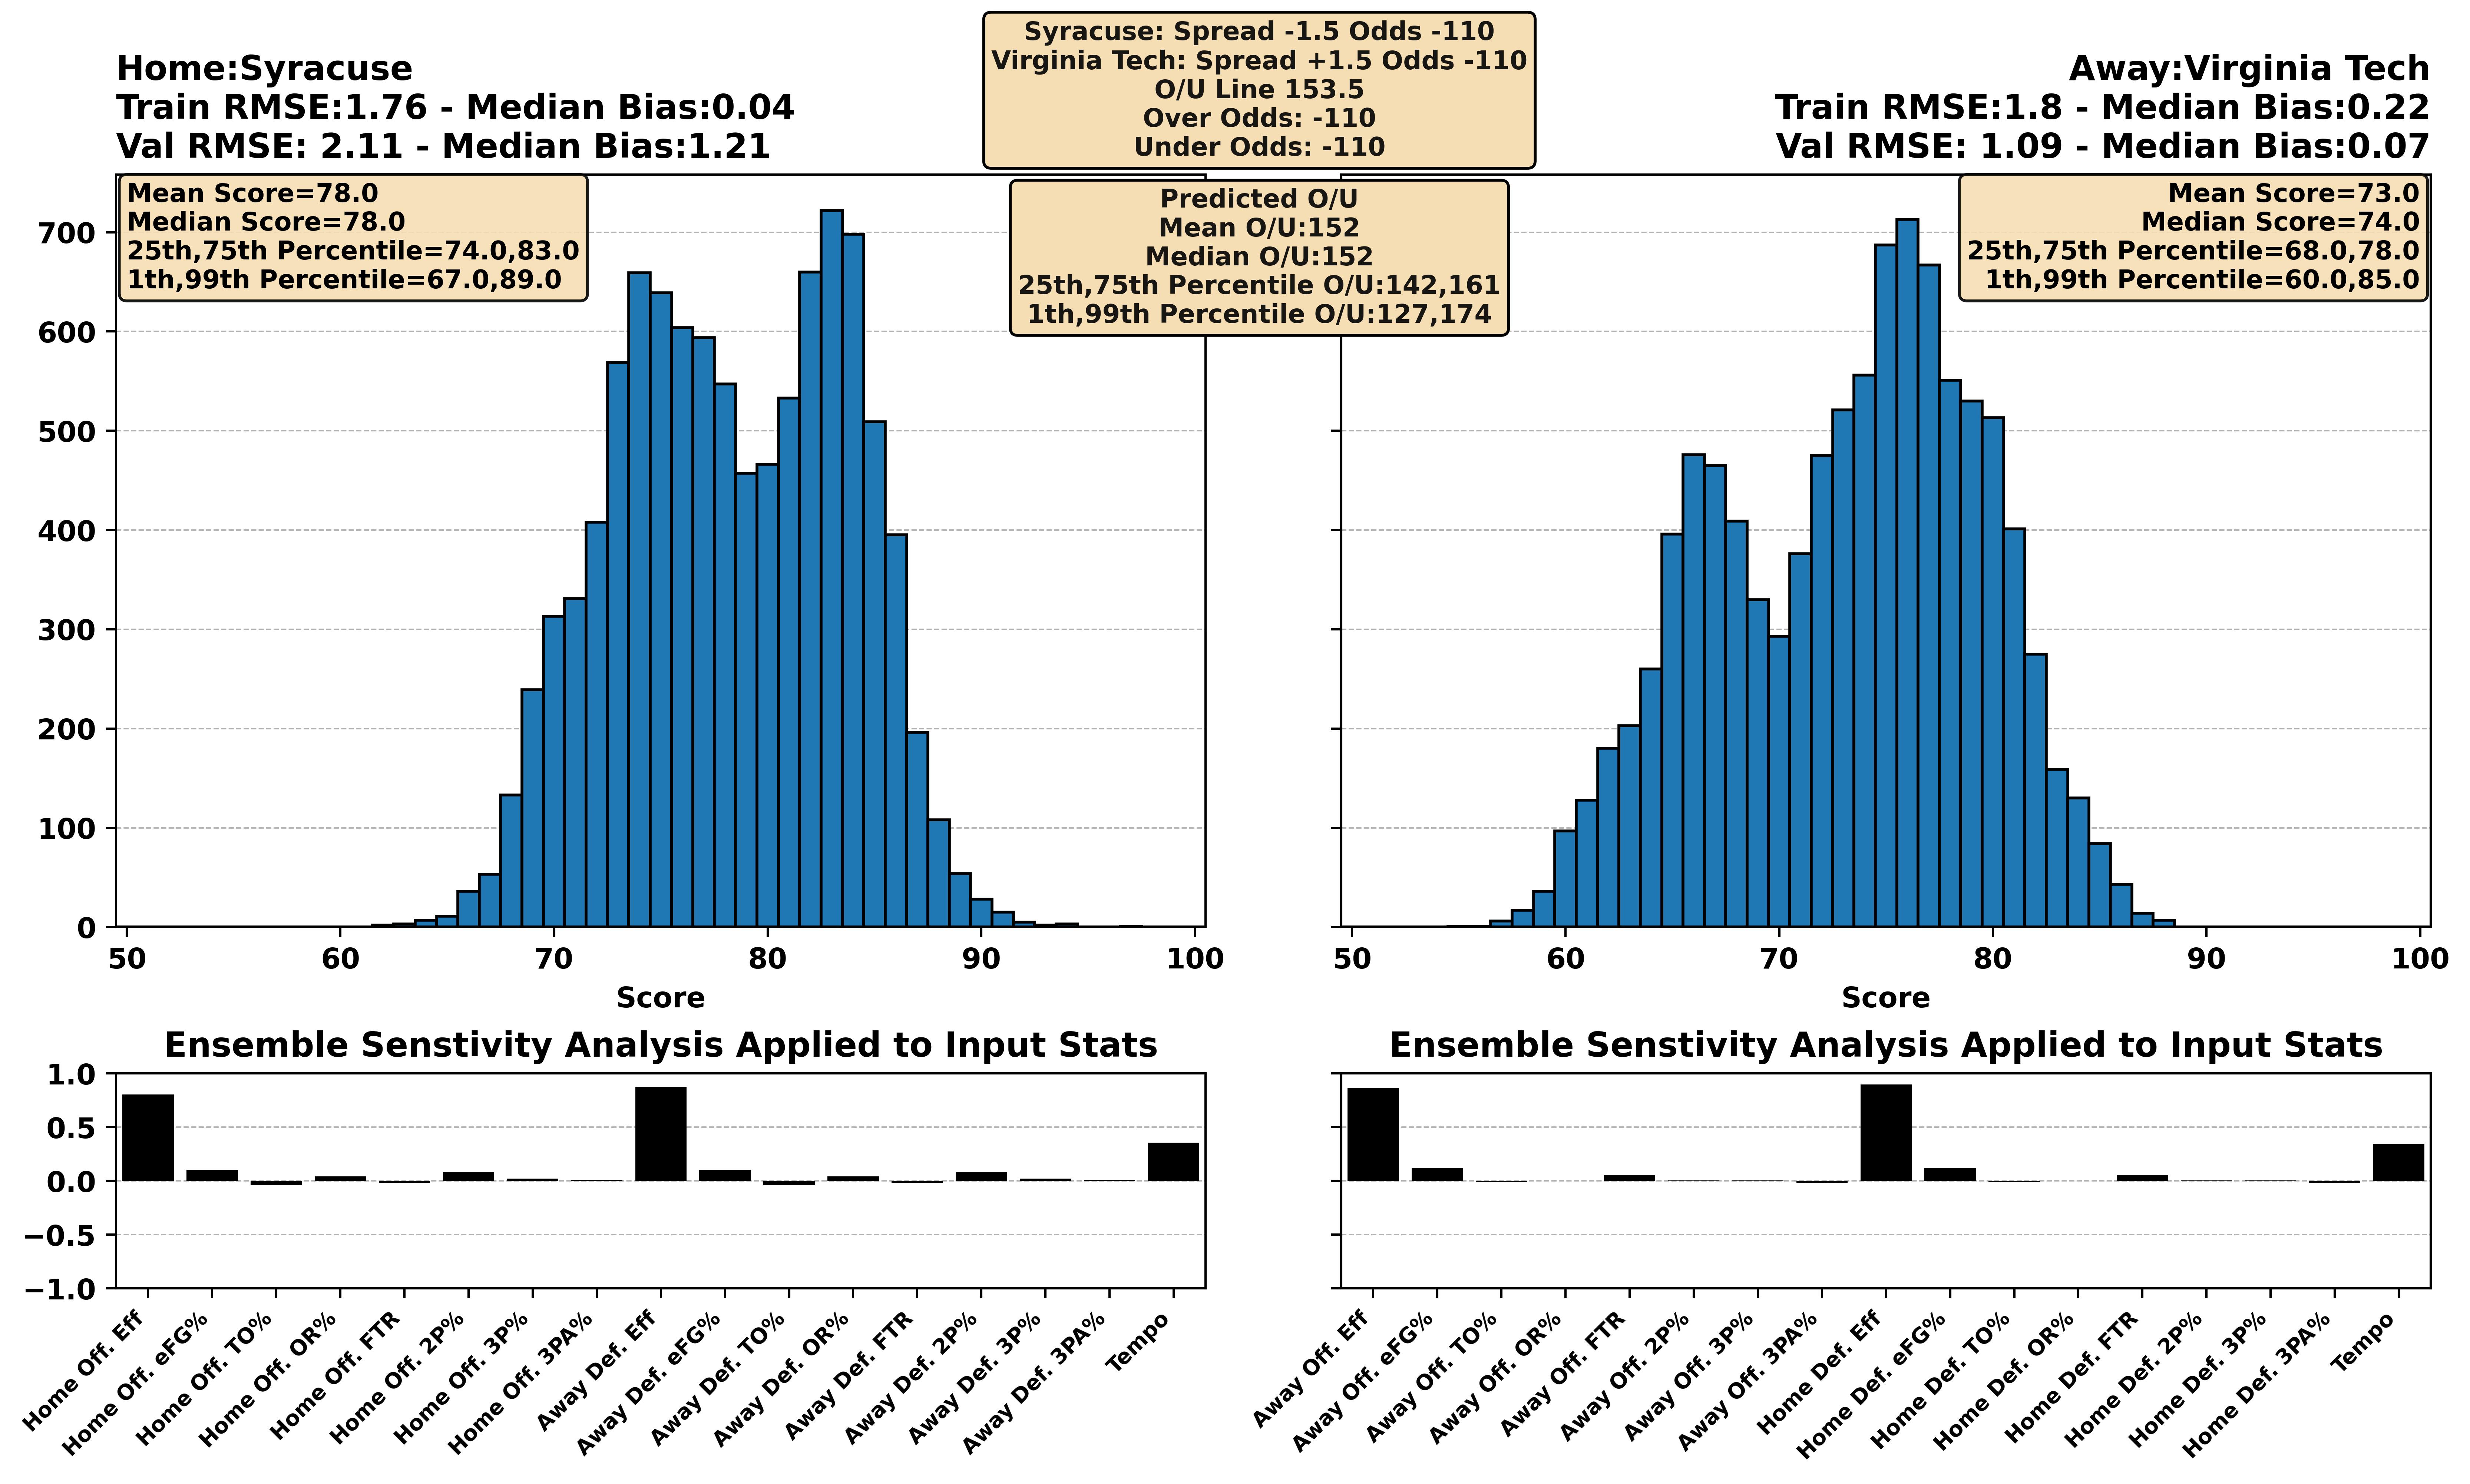 Syracuse: Spread -1.5 Odds -110
Virginia Tech: Spread +1.5 Odds -110
O/U Line 153.5
Over Odds: -110
Under Odds: -110
Home:Syracuse
Train RMSE:1.76 - Median Bias:0.04
Val RMSE: 2.11 - Median Bias:1.21
Away:Virginia Tech
Train RMSE:1.8 - Median Bias:0.22
Val RMSE: 1.09 - Median Bias:0.07
Mean Score=78.0
Median Score=78.0
25th,75th Percentile=74.0,83.0
1th,99th Percentile=67.0,89.0
Predicted O/U
Mean O/U:152
Median O/U:152
25th,75th Percentile O/U:142,161
1th,99th Percentile O/U:127,174
Mean Score=73.0
Median Score=74.0
25th,75th Percentile=68.0,78.0
1th,99th Percentile=60.0,85.0
700
600
500
400
300
200
100
0
50 60 70 80 90 100
Score
50 60 70 80 90 100
Score
Ensemble Senstivity Analysis Applied to Input Stats
1.0
0.5
0.0
−0.5
−1.0
Home Off. Eff
Home Off. eFG%
Home Off. TO%
Home Off. OR%
Home Off. FTR
Home Off. 2P%
Home Off. 3P%
Home Off. 3PA%
Away Def. Eff
Away Def. eFG%
Away Def. TO%
Away Def. OR%
Away Def. FTR
Away Def. 2P%
Away Def. 3P%
Away Def. 3PA%
Tempo
Ensemble Senstivity Analysis Applied to Input Stats
Away Off. Eff
Away Off. eFG%
Away Off. TO%
Away Off. OR%
Away Off. FTR
Away Off. 2P%
Away Off. 3P%
Away Off. 3PA%
Home Def. Eff
Home Def. eFG%
Home Def. TO%
Home Def. OR%
Home Def. FTR
Home Def. 2P%
Home Def. 3P%
Home Def. 3PA%
Tempo